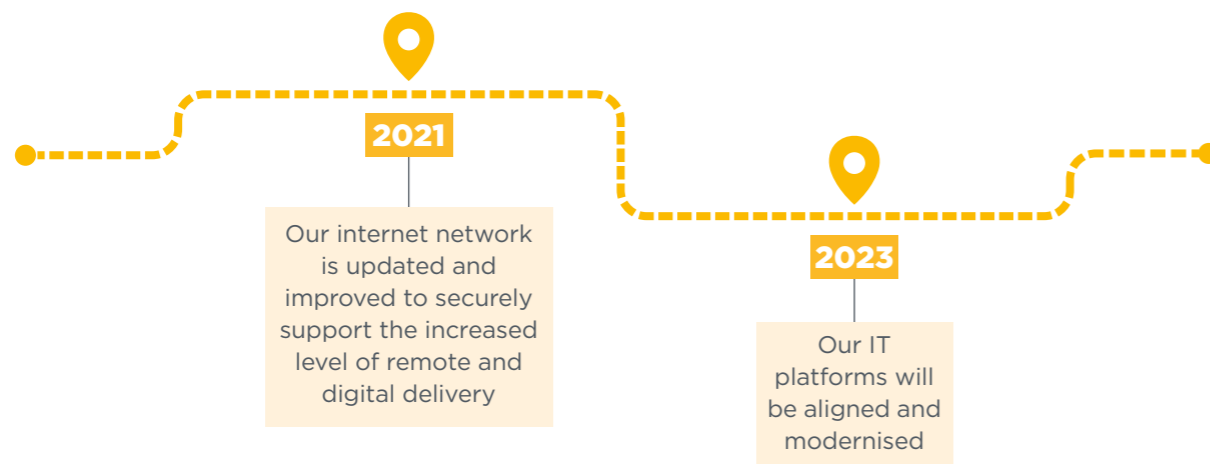 2021
Our internet network
is updated and
improved to securely
support the increased
level of remote and
digital delivery
2023
Our IT
platforms will
be aligned and
modernised